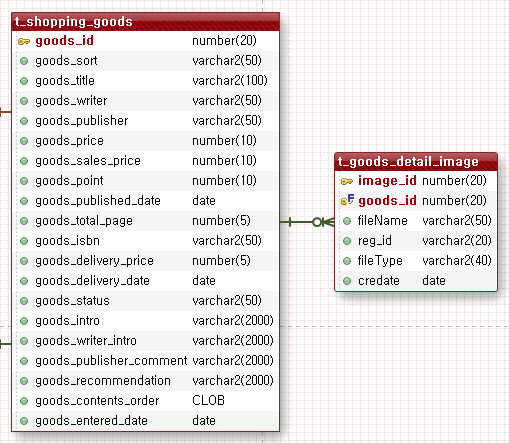 t_shopping_goods
goods_id number(20)
goods_sort varchar2(50)
goods_title varchar2(100)
goods_writer varchar2(50)
goods_publisher varchar2(50)
goods_price number(10)
goods_sales_price number(10)
goods_point number(10)
goods_published_date date
goods_total_page number(5)
goods_isbn varchar2(50)
goods_delivery_price number(5)
goods_delivery_date date
goods_status varchar2(50)
goods_intro varchar2(2000)
goods_writer_intro varchar2(2000)
goods_publisher_comment varchar2(2000)
goods_recommendation varchar2(2000)
goods_contents_order CLOB
goods_entered_date date
t_goods_detail_image
image_id number(20)
F goods_id number(20)
fileName varchar2(50)
reg_id varchar2(20)
fileType varchar2(40)
credate date